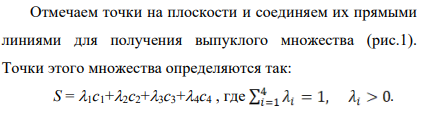 Отмечаем точки на плоскости и соединяем их прямыми
линиями для получения выпуклого множества (рис.1).
Точки этого множества определяются так:
S = λ₁c₁+λ₂c₂+λ₃c₃+λ₄c₄ , где ∑⁴ᵢ₌₁ λᵢ = 1, λᵢ > 0.